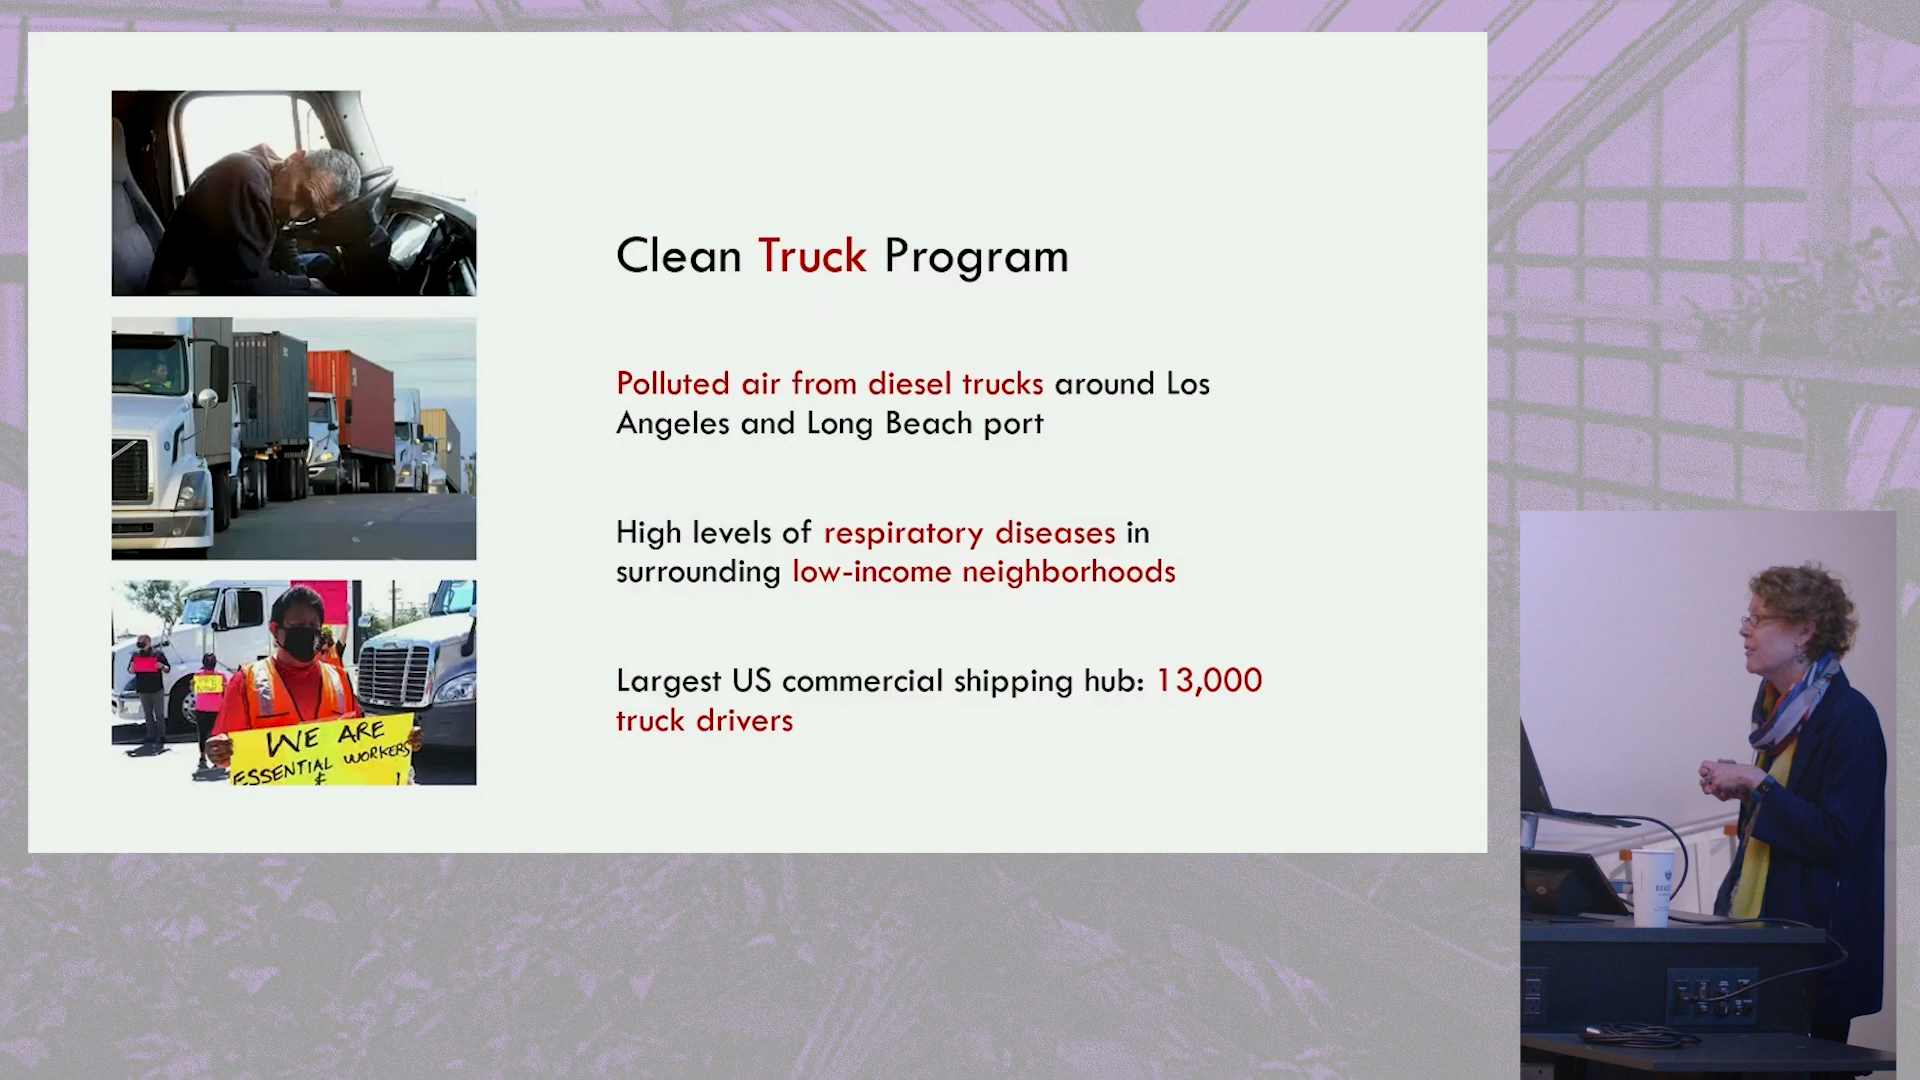 Clean Truck Program
Polluted air from diesel trucks around Los
Angeles and Long Beach port
High levels of respiratory diseases in
surrounding low-income neighborhoods
Largest US commercial shipping hub: 13,000
truck drivers
PPE
NOW!
WE ARE
ESSENTIAL WORKERS
&
!